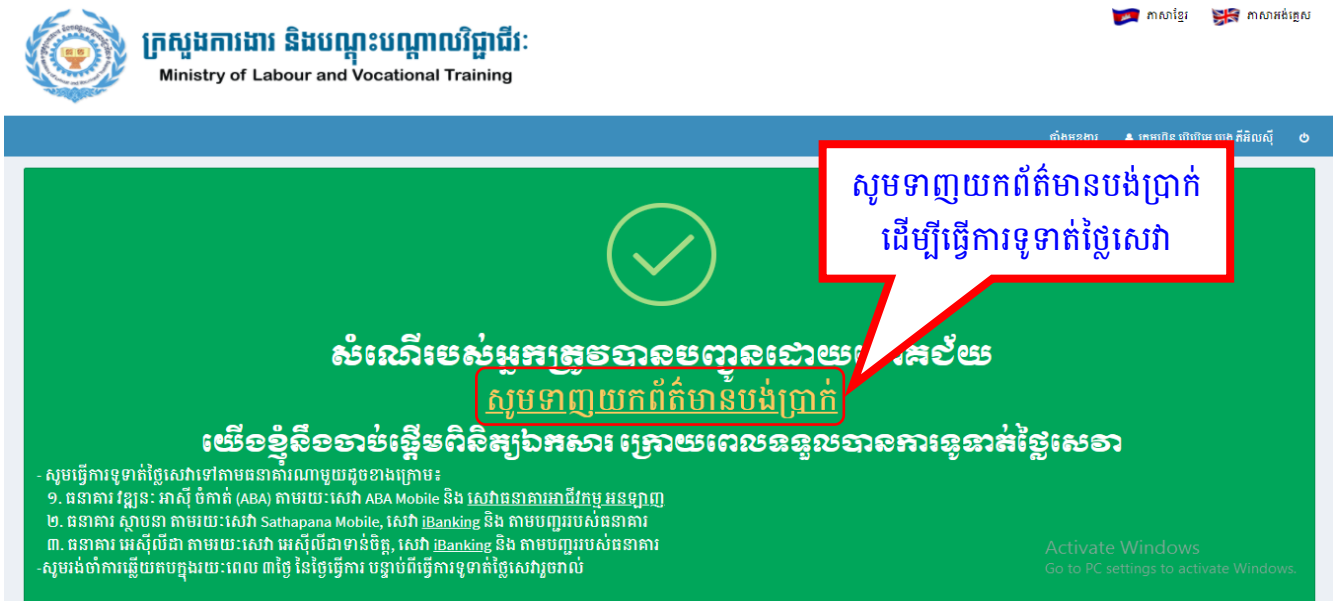 ភាសាខ្មែរ ភាសាអង់គ្លេស
ក្រសួងការងារ និងបណ្តុះបណ្តាលវិជ្ជាជីវៈ
Ministry of Labour and Vocational Training
សូមទាញយកព័ត៌មានបង់ប្រាក់
ដើម្បីធ្វើការទូទាត់ថ្លៃសេវា
សំណើរបស់អ្នកត្រូវបានបញ្ជូនដោយ
សូមទាញយកព័ត៌មានបង់ប្រាក់
យើងខ្ញុំនឹងចាប់ផ្តើមពិនិត្យឯកសារ ក្រោយពេលទទួលបានការទូទាត់ថ្លៃសេវា
- សូមធ្វើការទូទាត់ថ្លៃសេវាទៅតាមធនាគារណាមួយដូចខាងក្រោម៖
១. ធនាគារ វឌ្ឍនៈ អាស៊ី ចំកាត់ (ABA) តាមរយៈសេវា ABA Mobile និង សេវាធនាគារអាជីវកម្ម អនឡាញ
២. ធនាគារ ស្ថាបនា តាមរយៈសេវា Sathapana Mobile, សេវា iBanking និង តាមបញ្ជររបស់ធនាគារ
៣. ធនាគារ អេស៊ីលីដា តាមរយៈសេវា អេស៊ីលីដាទាន់ចិត្ត, សេវា iBanking និង តាមបញ្ជររបស់ធនាគារ
-សូមរង់ចាំការឆ្លើយតបក្នុងរយៈពេល ៣ថ្ងៃ នៃថ្ងៃធ្វើការ បន្ទាប់ពីធ្វើការទូទាត់ថ្លៃសេវារួចរាល់
Activate Windows
Go to PC settings to activate Windows.